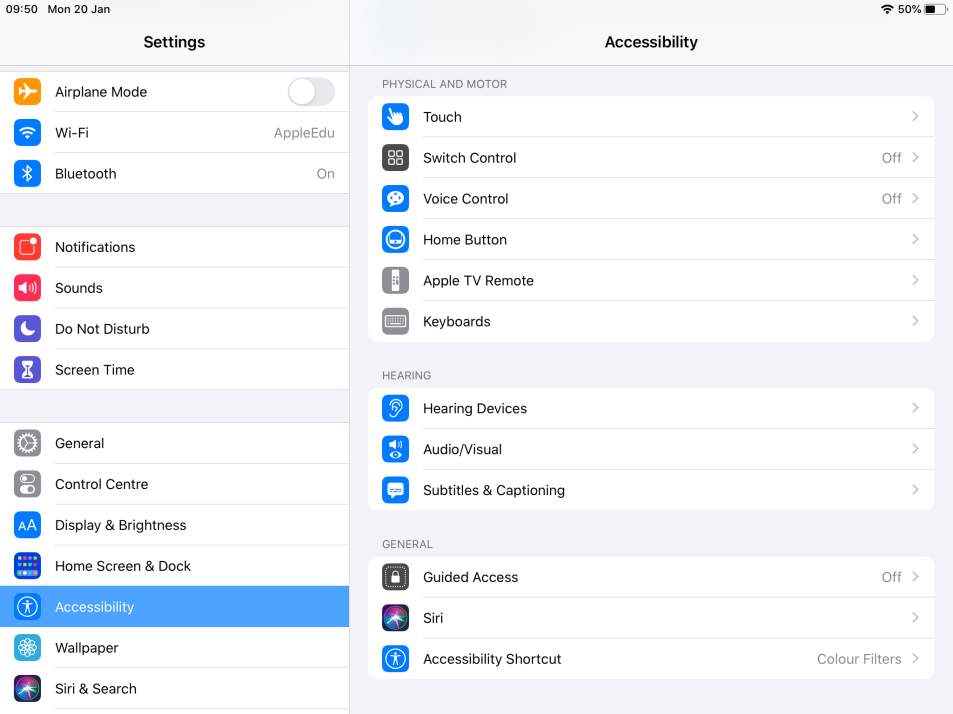 09:50 Mon 20 Jan
50%
Settings
Airplane Mode
Wi-Fi AppleEdu
Bluetooth On
Notifications
Sounds
Do Not Disturb
Screen Time
General
Control Centre
AA Display & Brightness
Home Screen & Dock
Accessibility
Wallpaper
Siri & Search
Accessibility
PHYSICAL AND MOTOR
Touch
Switch Control Off
Voice Control Off
Home Button
Apple TV Remote
Keyboards
HEARING
Hearing Devices
Audio/Visual
Subtitles & Captioning
GENERAL
Guided Access Off
Siri
Accessibility Shortcut Colour Filters